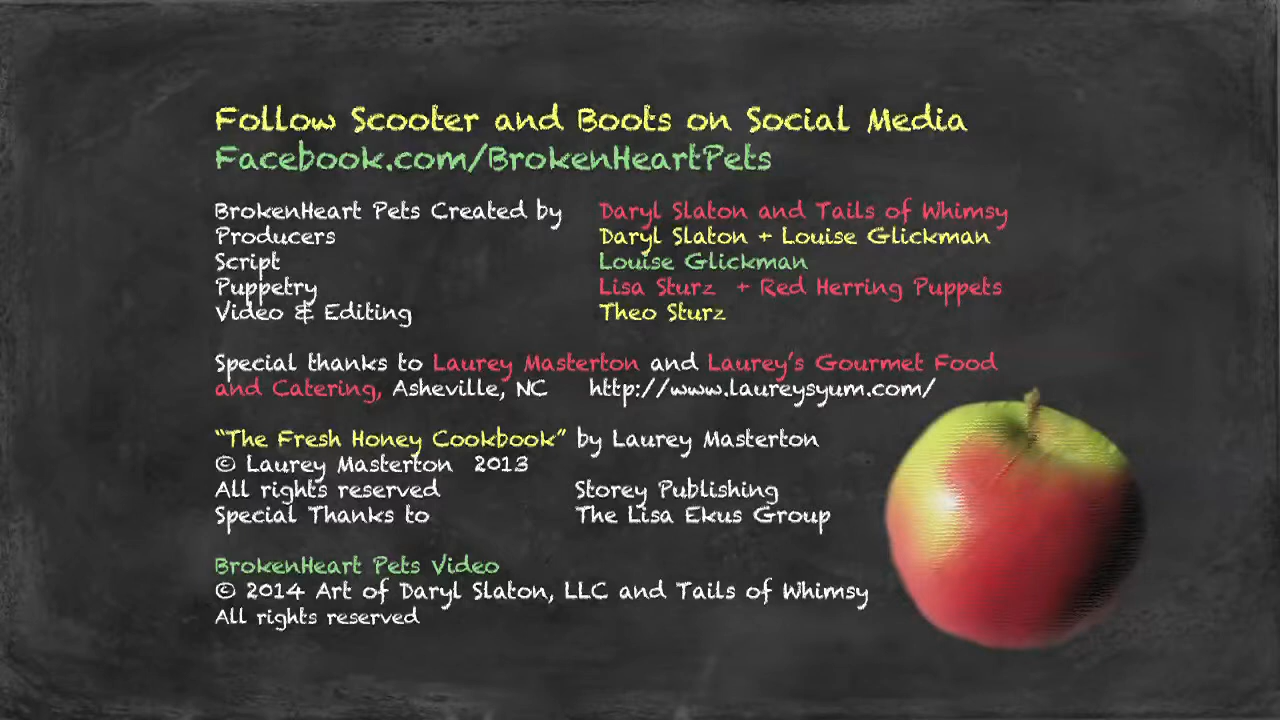 Follow Scooter and Boots on Social Media
Facebook.com/BrokenHeartPets
BrokenHeart Pets Created by Daryl Slaton and Tails of Whimsy
Producers Daryl Slaton + Louise Glickman
Script Louise Glickman
Puppetry Lisa Sturz + Red Herring Puppets
Video & Editing Theo Sturz
Special thanks to Laurey Masterton and Laurey's Gourmet Food
and Catering, Asheville, NC http://www.laureysyum.com/
"The Fresh Honey Cookbook" by Laurey Masterton
© Laurey Masterton 2013
All rights reserved Storey Publishing
Special Thanks to The Lisa Ekus Group
BrokenHeart Pets Video
© 2014 Art of Daryl Slaton, LLC and Tails of Whimsy
All rights reserved